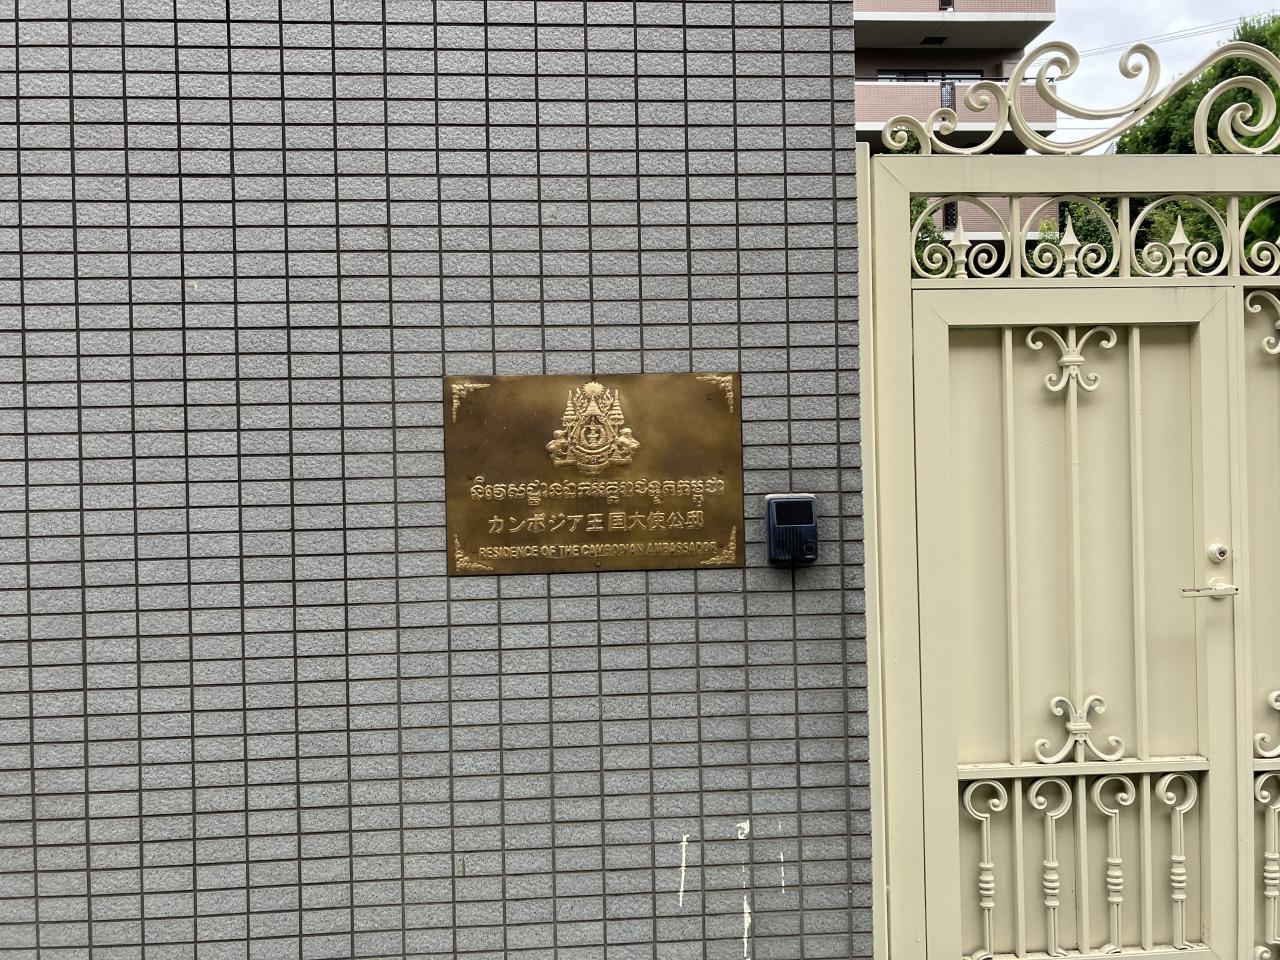 និវេសដ្ឋានឯកអគ្គរាជទូតកម្ពុជា
カンボジア王国大使公邸
RESIDENCE OF THE CAMBODIAN AMBASSADOR